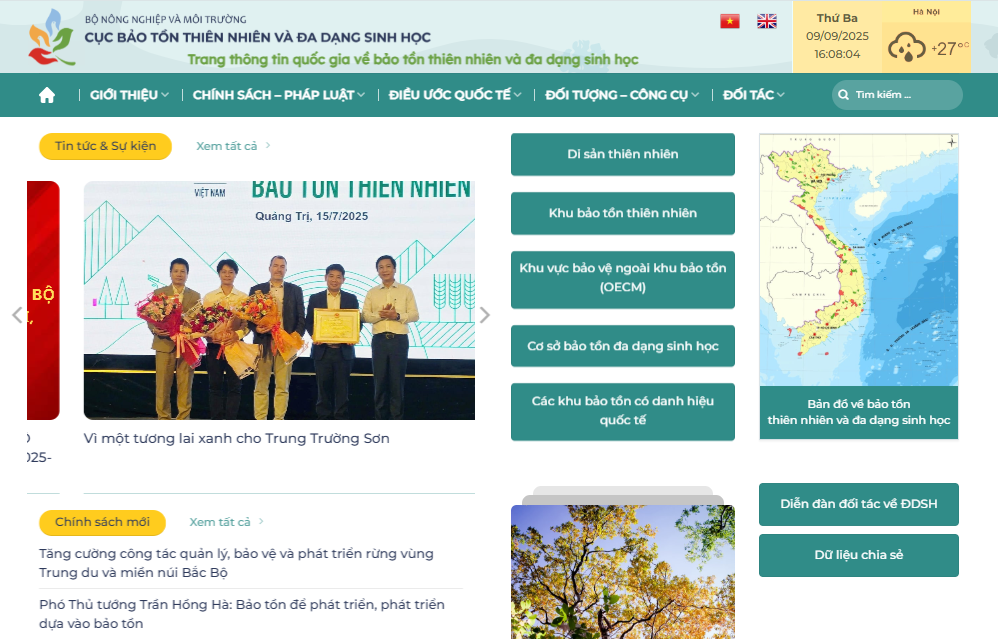 BỘ NÔNG NGHIỆP VÀ MÔI TRƯỜNG
CỤC BẢO TỒN THIÊN NHIÊN VÀ ĐA DẠNG SINH HỌC
Trang thông tin quốc gia về bảo tồn thiên nhiên và đa dạng sinh học
Thứ Ba
09/09/2025
16:08:04
Hà Nội
+27°C
GIỚI THIỆU
CHÍNH SÁCH – PHÁP LUẬT
ĐIỀU ƯỚC QUỐC TẾ
ĐỐI TƯỢNG – CÔNG CỤ
ĐỐI TÁC
Tìm kiếm ...
Tin tức & Sự kiện
Xem tất cả
BỘ
025-
VIỆT NAM
BẢO TỒN THIÊN NHIÊN
Quảng Trị, 15/7/2025
Vì một tương lai xanh cho Trung Trường Sơn
Chính sách mới
Xem tất cả
Tăng cường công tác quản lý, bảo vệ và phát triển rừng vùng
Trung du và miền núi Bắc Bộ
Phó Thủ tướng Trần Hồng Hà: Bảo tồn để phát triển, phát triển
dựa vào bảo tồn
Di sản thiên nhiên
Khu bảo tồn thiên nhiên
Khu vực bảo vệ ngoài khu bảo tồn
(OECM)
Cơ sở bảo tồn đa dạng sinh học
Các khu bảo tồn có danh hiệu
quốc tế
Bản đồ về bảo tồn
thiên nhiên và đa dạng sinh học
Diễn đàn đối tác về ĐDSH
Dữ liệu chia sẻ